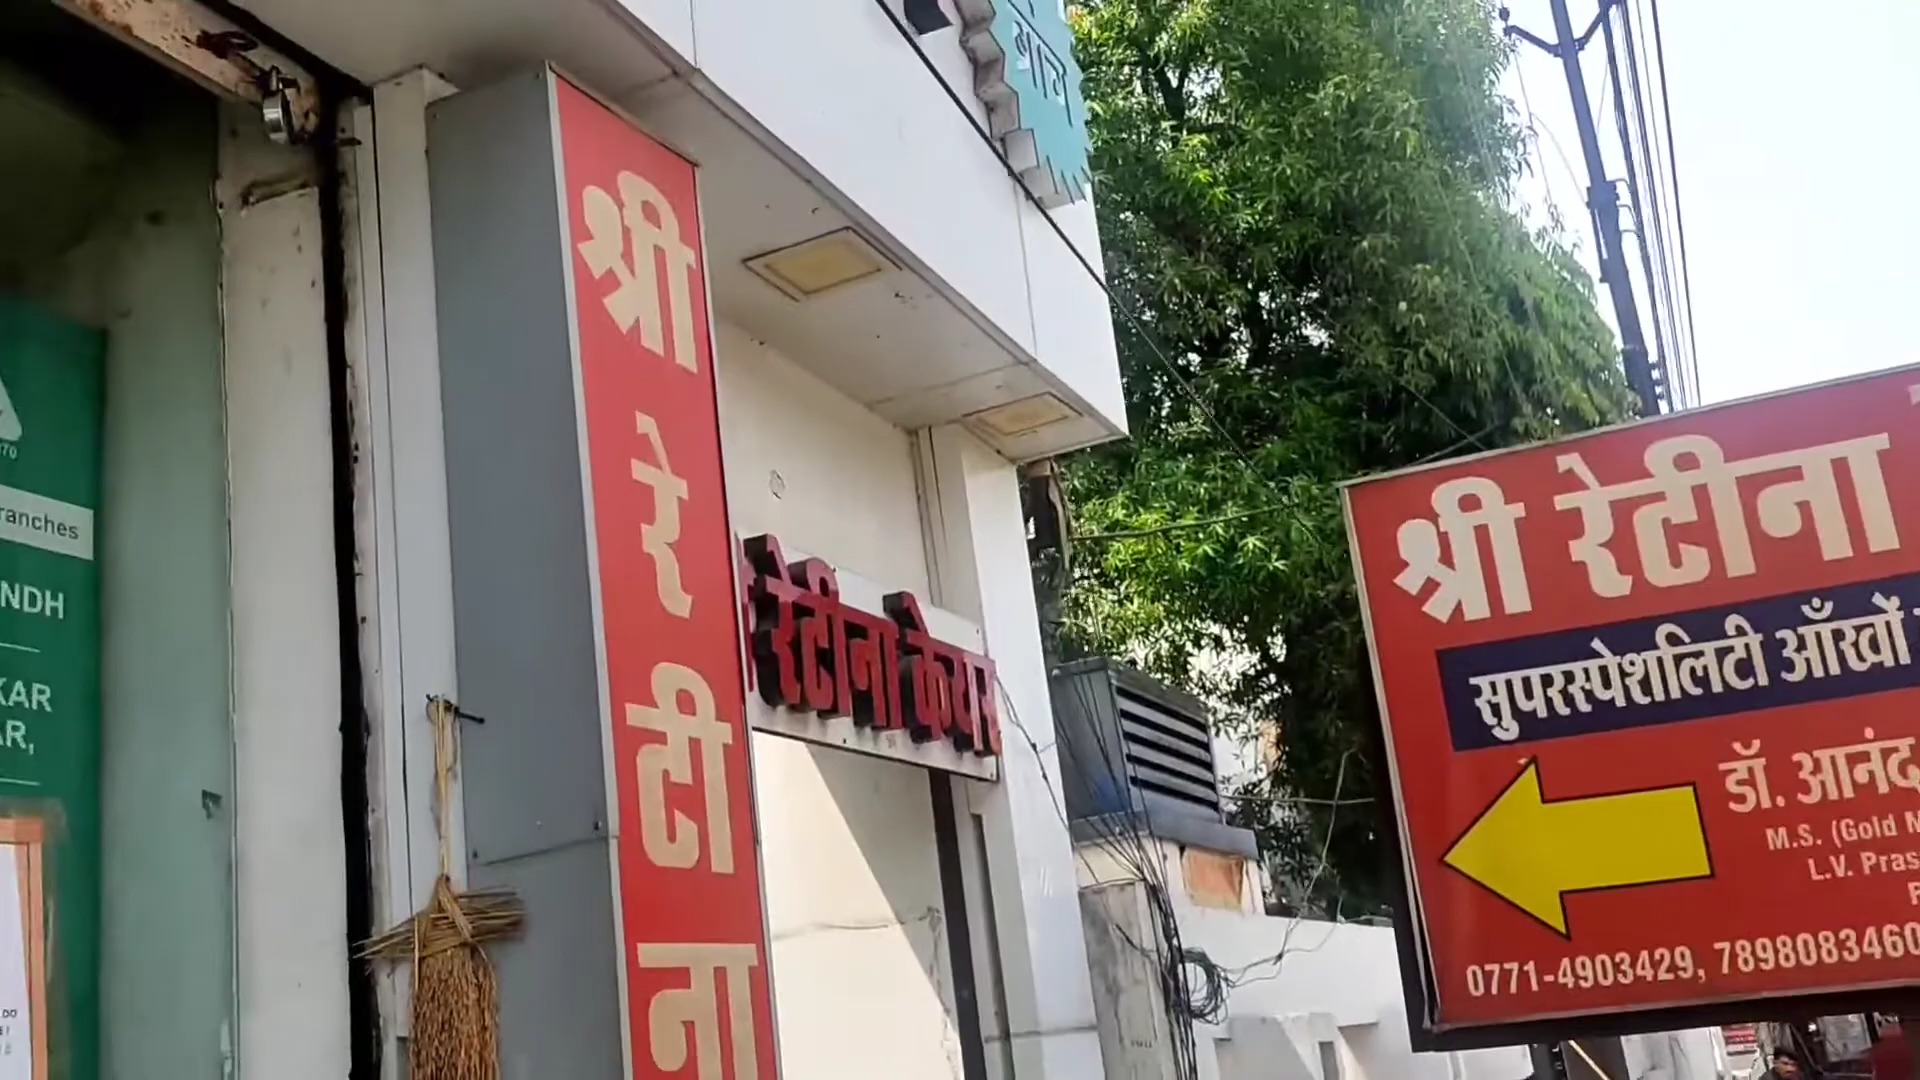 ranches
NDH
KAR
AR,
श्री
रे
टी
ना
रेटीना केयर
श्री रेटीना
सुपरस्पेशलिटी आँखों
डॉ. आनंद
M.S. (Gold
L.V. Pras
0771-4903429, 7898083460